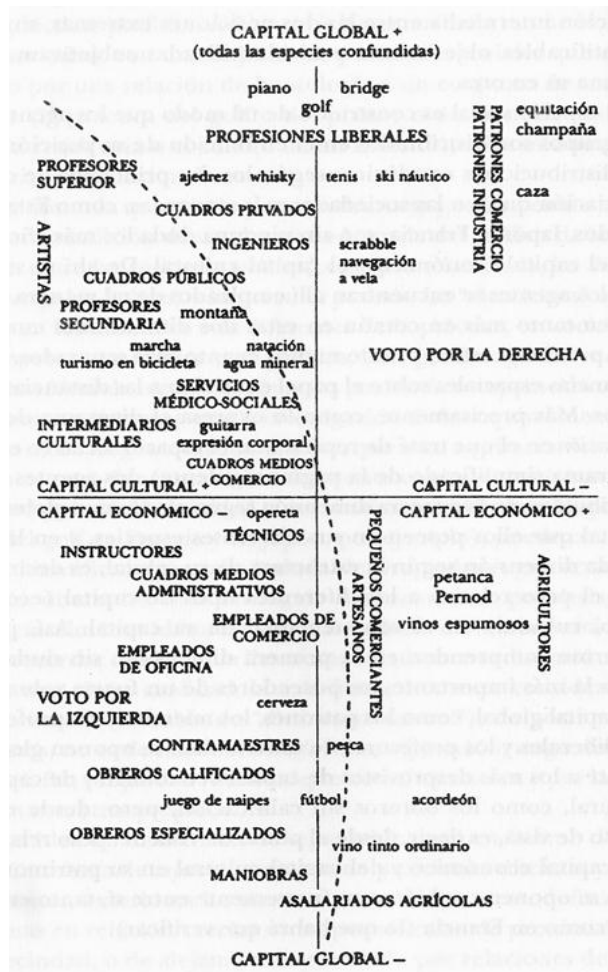 CAPITAL GLOBAL +
(todas las especies confundidas)
piano bridge
golf
equitación
champaña
caza
PROFESIONES LIBERALES
PATRONES COMERCIO
PATRONES INDUSTRIA
PROFESORES
SUPERIOR
ajedrez whisky tenis ski náutico
ARTISTAS
CUADROS PRIVADOS
INGENIEROS scrabble
navegación
a vela
CUADROS PUBLICOS
PROFESORES montaña
SECUNDARIA
marcha natación
turismo en bicicleta agua mineral
VOTO POR LA DERECHA
SERVICIOS
MÉDICO-SOCIALES
INTERMEDIARIOS guitarra
CULTURALES expresión corporal
CUADROS MEDIOS
COMERCIO
CAPITAL CULTURAL + CAPITAL CULTURAL —
CAPITAL ECONÓMICO — CAPITAL ECONÓMICO +
opereta
TÉCNICOS
INSTRUCTORES
CUADROS MEDIOS
ADMINISTRATIVOS
PEQUEÑOS COMERCIANTES
ARTESANOS
AGRICULTORES
petanca
Pernod
vinos espumosos
EMPLEADOS DE
COMERCIO
EMPLEADOS
DE OFICINA
VOTO POR
LA IZQUIERDA
cerveza
CONTRAMAESTRES pesca
OBREROS CALIFICADOS
juego de naipes fútbol acordeón
OBREROS ESPECIALIZADOS
vino tinto ordinario
MANIOBRAS
ASALARIADOS AGRÍCOLAS
CAPITAL GLOBAL —